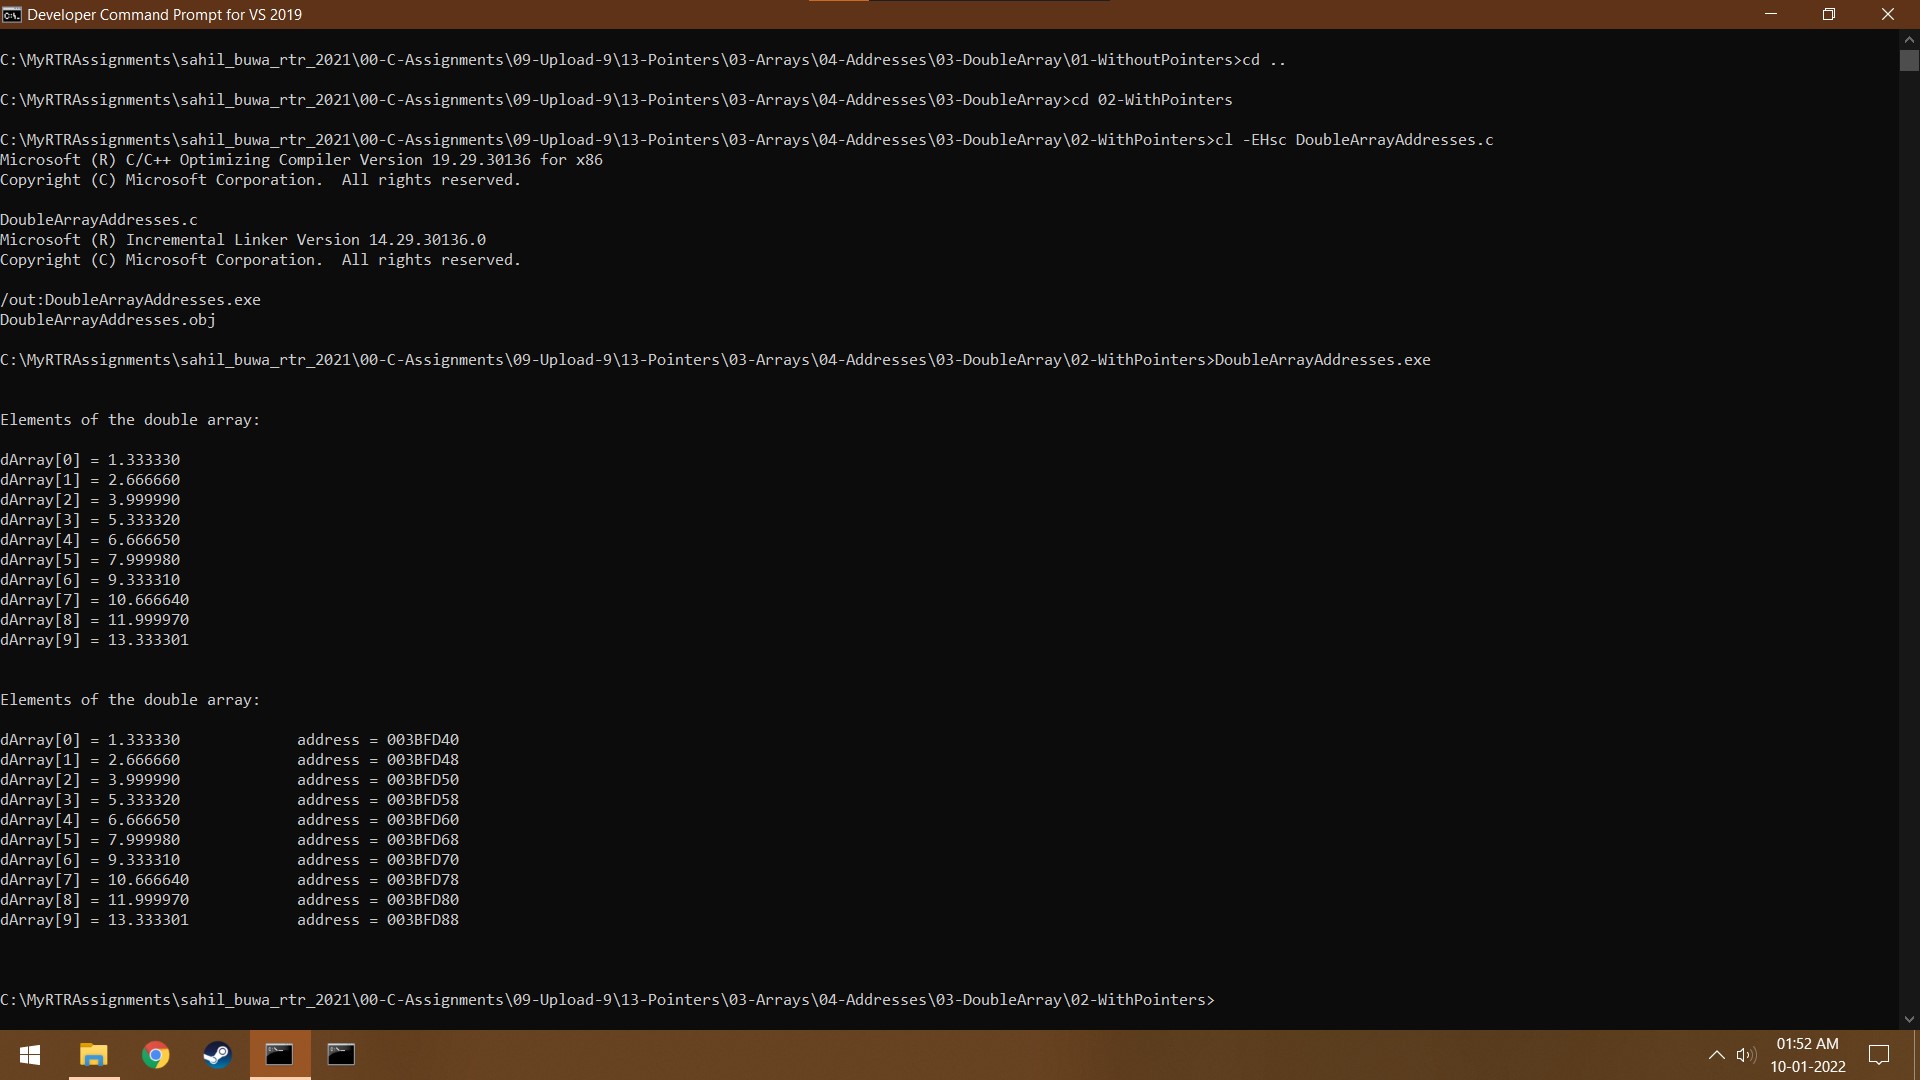 Developer Command Prompt for VS 2019
C:\MyRTRAssignments\sahil_buwa_rtr_2021\00-C-Assignments\09-Upload-9\13-Pointers\03-Arrays\04-Addresses\03-DoubleArray\01-WithoutPointers>cd ..
C:\MyRTRAssignments\sahil_buwa_rtr_2021\00-C-Assignments\09-Upload-9\13-Pointers\03-Arrays\04-Addresses\03-DoubleArray>cd 02-WithPointers
C:\MyRTRAssignments\sahil_buwa_rtr_2021\00-C-Assignments\09-Upload-9\13-Pointers\03-Arrays\04-Addresses\03-DoubleArray\02-WithPointers>cl -EHsc DoubleArrayAddresses.c
Microsoft (R) C/C++ Optimizing Compiler Version 19.29.30136 for x86
Copyright (C) Microsoft Corporation.  All rights reserved.
DoubleArrayAddresses.c
Microsoft (R) Incremental Linker Version 14.29.30136.0
Copyright (C) Microsoft Corporation.  All rights reserved.
/out:DoubleArrayAddresses.exe
DoubleArrayAddresses.obj
C:\MyRTRAssignments\sahil_buwa_rtr_2021\00-C-Assignments\09-Upload-9\13-Pointers\03-Arrays\04-Addresses\03-DoubleArray\02-WithPointers>DoubleArrayAddresses.exe
Elements of the double array:
dArray[0] = 1.333330
dArray[1] = 2.666660
dArray[2] = 3.999990
dArray[3] = 5.333320
dArray[4] = 6.666650
dArray[5] = 7.999980
dArray[6] = 9.333310
dArray[7] = 10.666640
dArray[8] = 11.999970
dArray[9] = 13.333301
Elements of the double array:
dArray[0] = 1.333330             address = 003BFD40
dArray[1] = 2.666660             address = 003BFD48
dArray[2] = 3.999990             address = 003BFD50
dArray[3] = 5.333320             address = 003BFD58
dArray[4] = 6.666650             address = 003BFD60
dArray[5] = 7.999980             address = 003BFD68
dArray[6] = 9.333310             address = 003BFD70
dArray[7] = 10.666640            address = 003BFD78
dArray[8] = 11.999970            address = 003BFD80
dArray[9] = 13.333301            address = 003BFD88
C:\MyRTRAssignments\sahil_buwa_rtr_2021\00-C-Assignments\09-Upload-9\13-Pointers\03-Arrays\04-Addresses\03-DoubleArray\02-WithPointers>
01:52 AM
10-01-2022